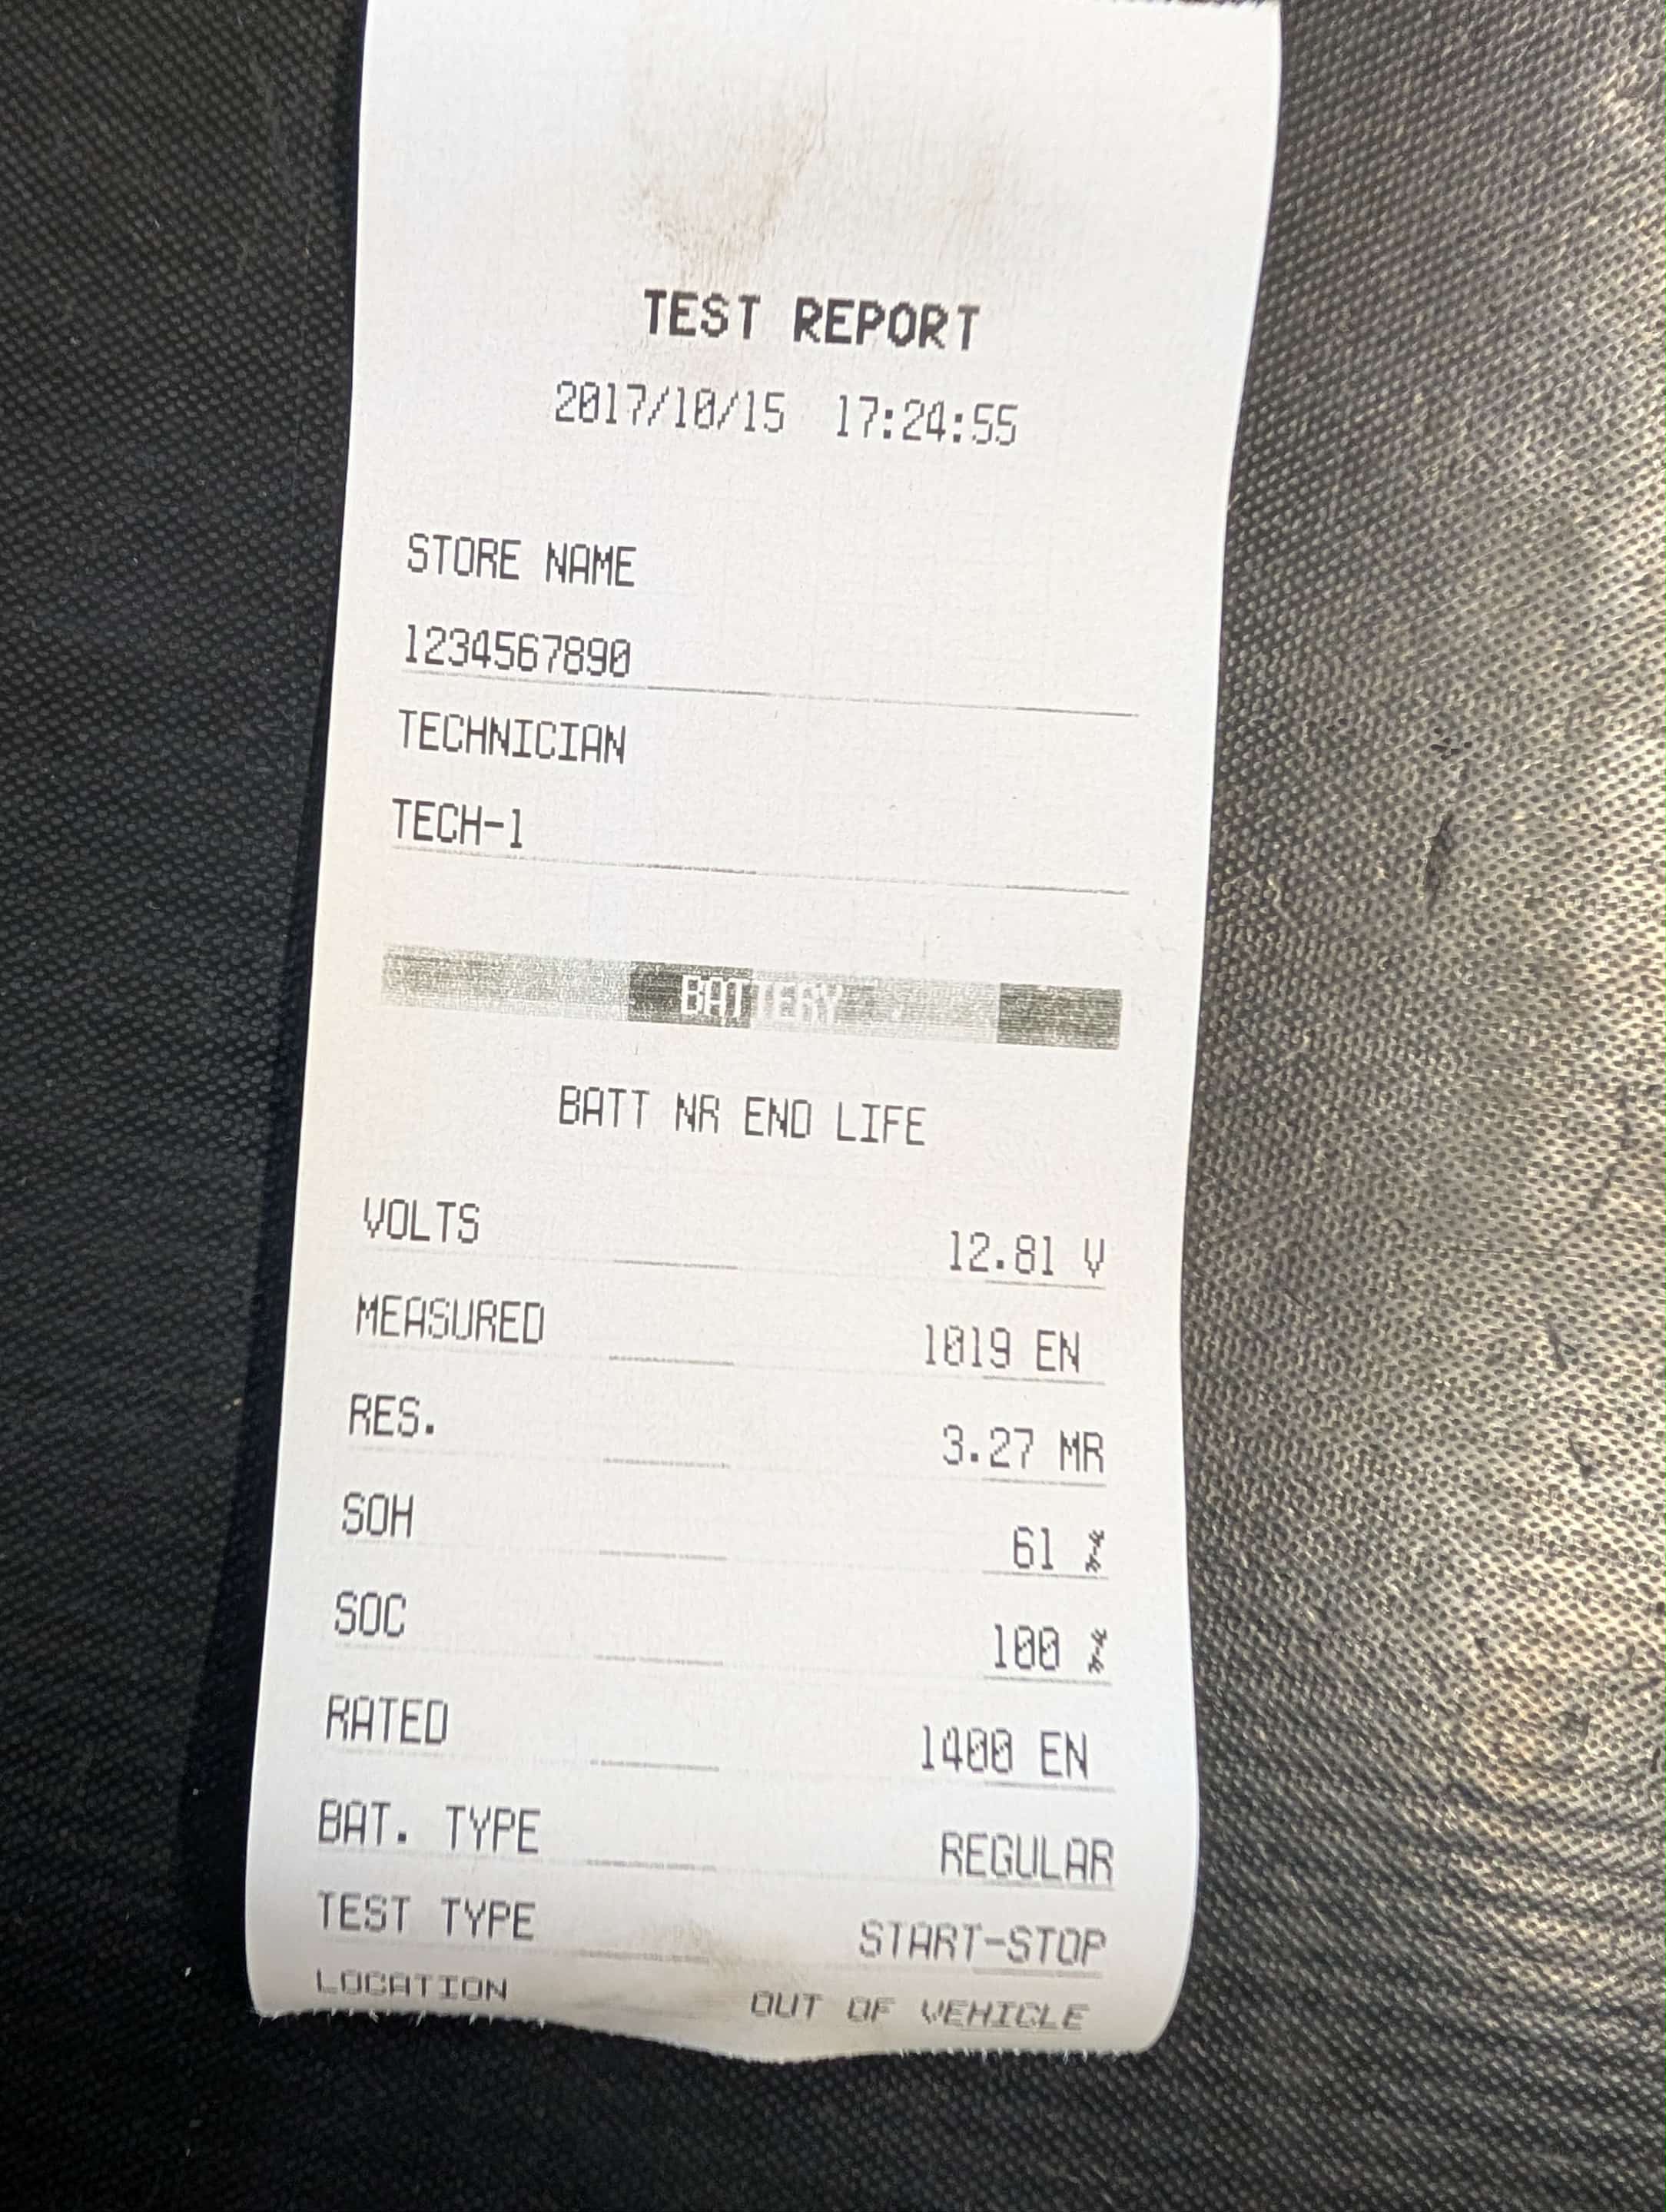 TEST REPORT
2017/10/15 17:24:55
STORE NAME
1234567890
TECHNICIAN
TECH-1
BATTERY
BATT NR END LIFE
VOLTS 12.81 V
MEASURED 1019 EN
RES. 3.27 MR
SOH 61 %
SOC 100 %
RATED 1400 EN
BAT. TYPE REGULAR
TEST TYPE START-STOP
LOCATION OUT OF VEHICLE